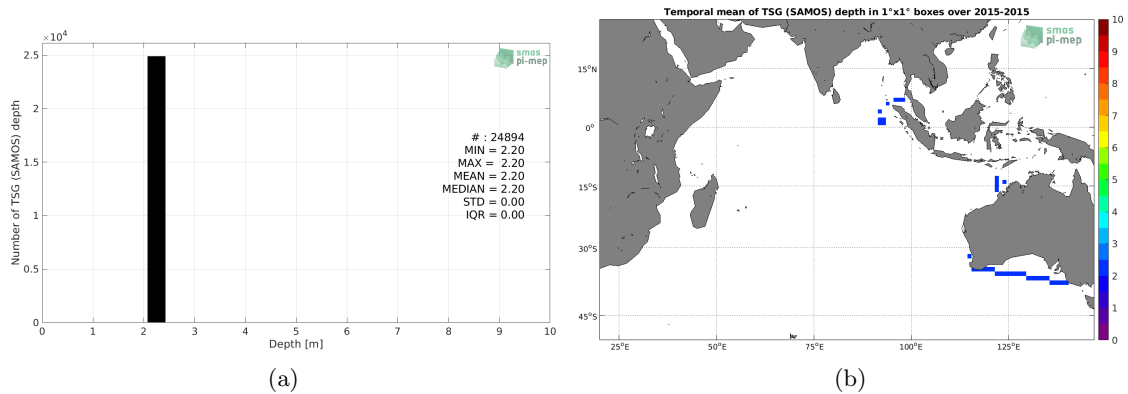 ×10⁴
2.5
2
1.5
1
0.5
0
0 1 2 3 4 5 6 7 8 9 10
Number of TSG (SAMOS) depth
Depth [m]
smos
pi-mep
# : 24894
MIN = 2.20
MAX = 2.20
MEAN = 2.20
MEDIAN = 2.20
STD = 0.00
IQR = 0.00
(a)
Temporal mean of TSG (SAMOS) depth in 1°x1° boxes over 2015-2015
smos
pi-mep
15°N
0°
15°S
30°S
45°S
25°E 50°E 75°E 100°E 125°E
10
9
8
7
6
5
4
3
2
1
0
(b)